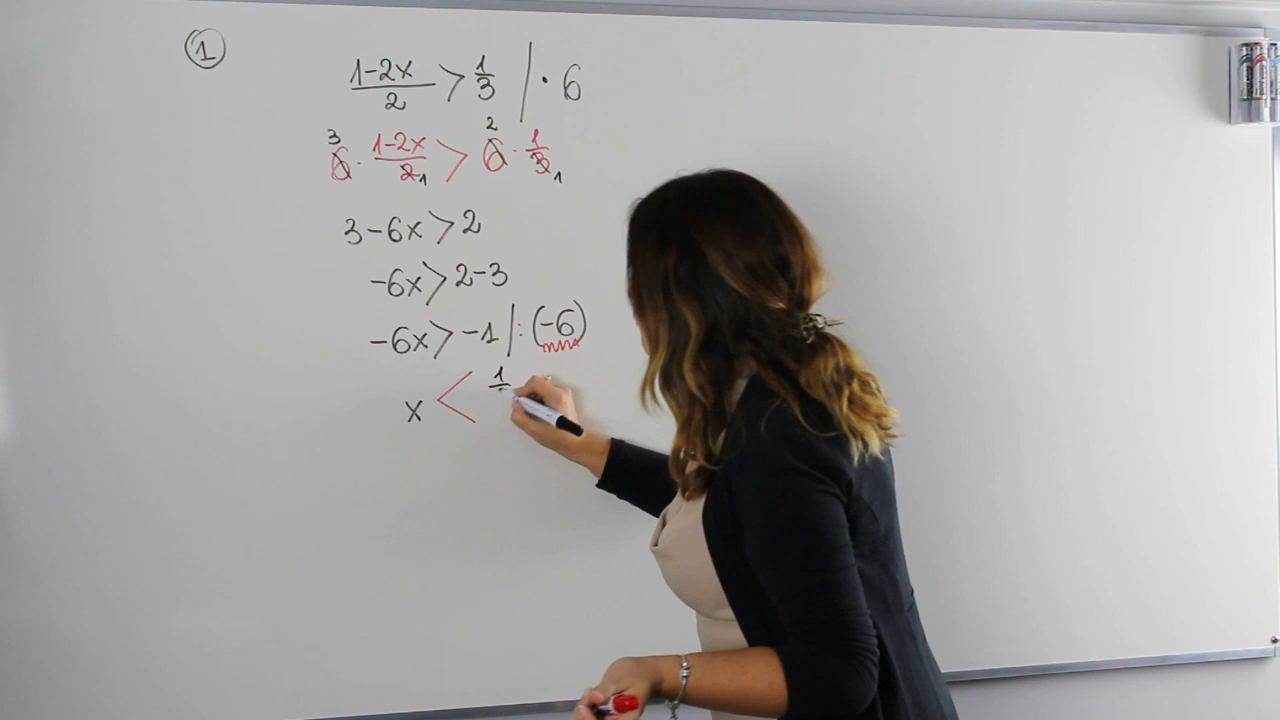 1
(1-2x)/2 > 1/3 | · 6
3 6 · (1-2x)/2 1 > 2 6 · 1/3 1
3-6x > 2
-6x > 2-3
-6x > -1 | : (-6)
x < 1